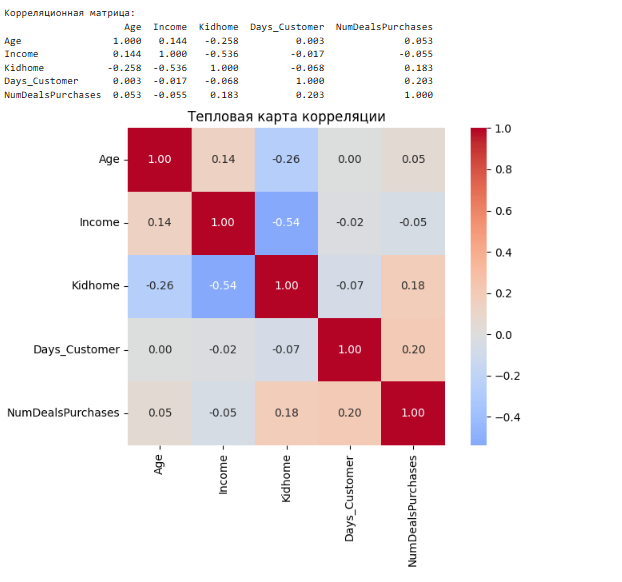 Корреляционная матрица:
Age Income Kidhome Days_Customer NumDealsPurchases
Age 1.000 0.144 -0.258 0.003 0.053
Income 0.144 1.000 -0.536 -0.017 -0.055
Kidhome -0.258 -0.536 1.000 -0.068 0.183
Days_Customer 0.003 -0.017 -0.068 1.000 0.203
NumDealsPurchases 0.053 -0.055 0.183 0.203 1.000
Тепловая карта корреляции
Age 1.00 0.14 -0.26 0.00 0.05
Income 0.14 1.00 -0.54 -0.02 -0.05
Kidhome -0.26 -0.54 1.00 -0.07 0.18
Days_Customer 0.00 -0.02 -0.07 1.00 0.20
NumDealsPurchases 0.05 -0.05 0.18 0.20 1.00
Age
Income
Kidhome
Days_Customer
NumDealsPurchases
1.0
0.8
0.6
0.4
0.2
0.0
−0.2
−0.4